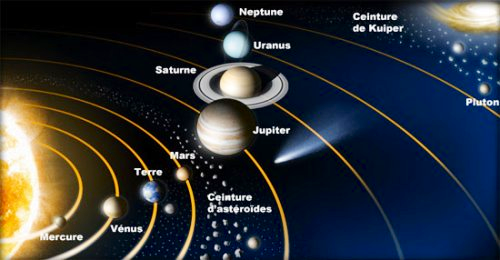 Neptune
Ceinture
de Kuiper
Uranus
Saturne
Pluton
Jupiter
Mars
Terre
Ceinture
d'astéroïdes
Vénus
Mercure